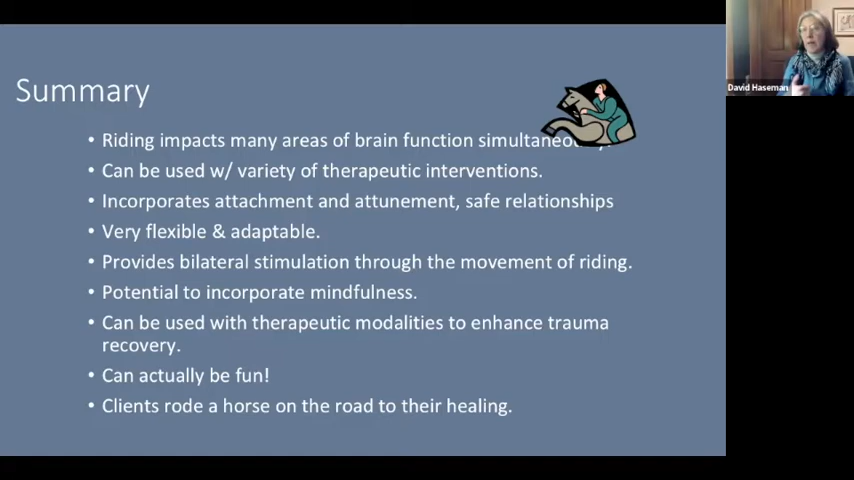 Summary
• Riding impacts many areas of brain function
• Can be used w/ variety of therapeutic interventions.
• Incorporates attachment and attunement, safe relationships
• Very flexible & adaptable.
• Provides bilateral stimulation through the movement of riding.
• Potential to incorporate mindfulness.
• Can be used with therapeutic modalities to enhance trauma
recovery.
• Can actually be fun!
• Clients rode a horse on the road to their healing.
David Haseman